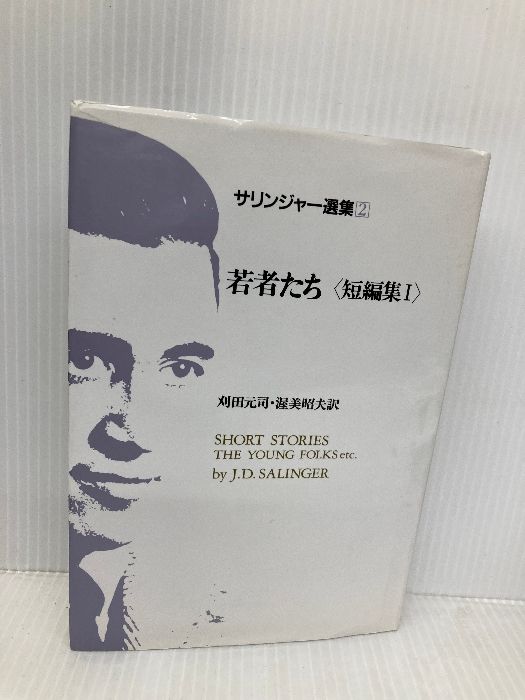 サリンジャー選集2
若者たち〈短編集I〉
刈田元司・渥美昭夫訳
SHORT STORIES
THE YOUNG FOLKS etc.
by J.D. SALINGER